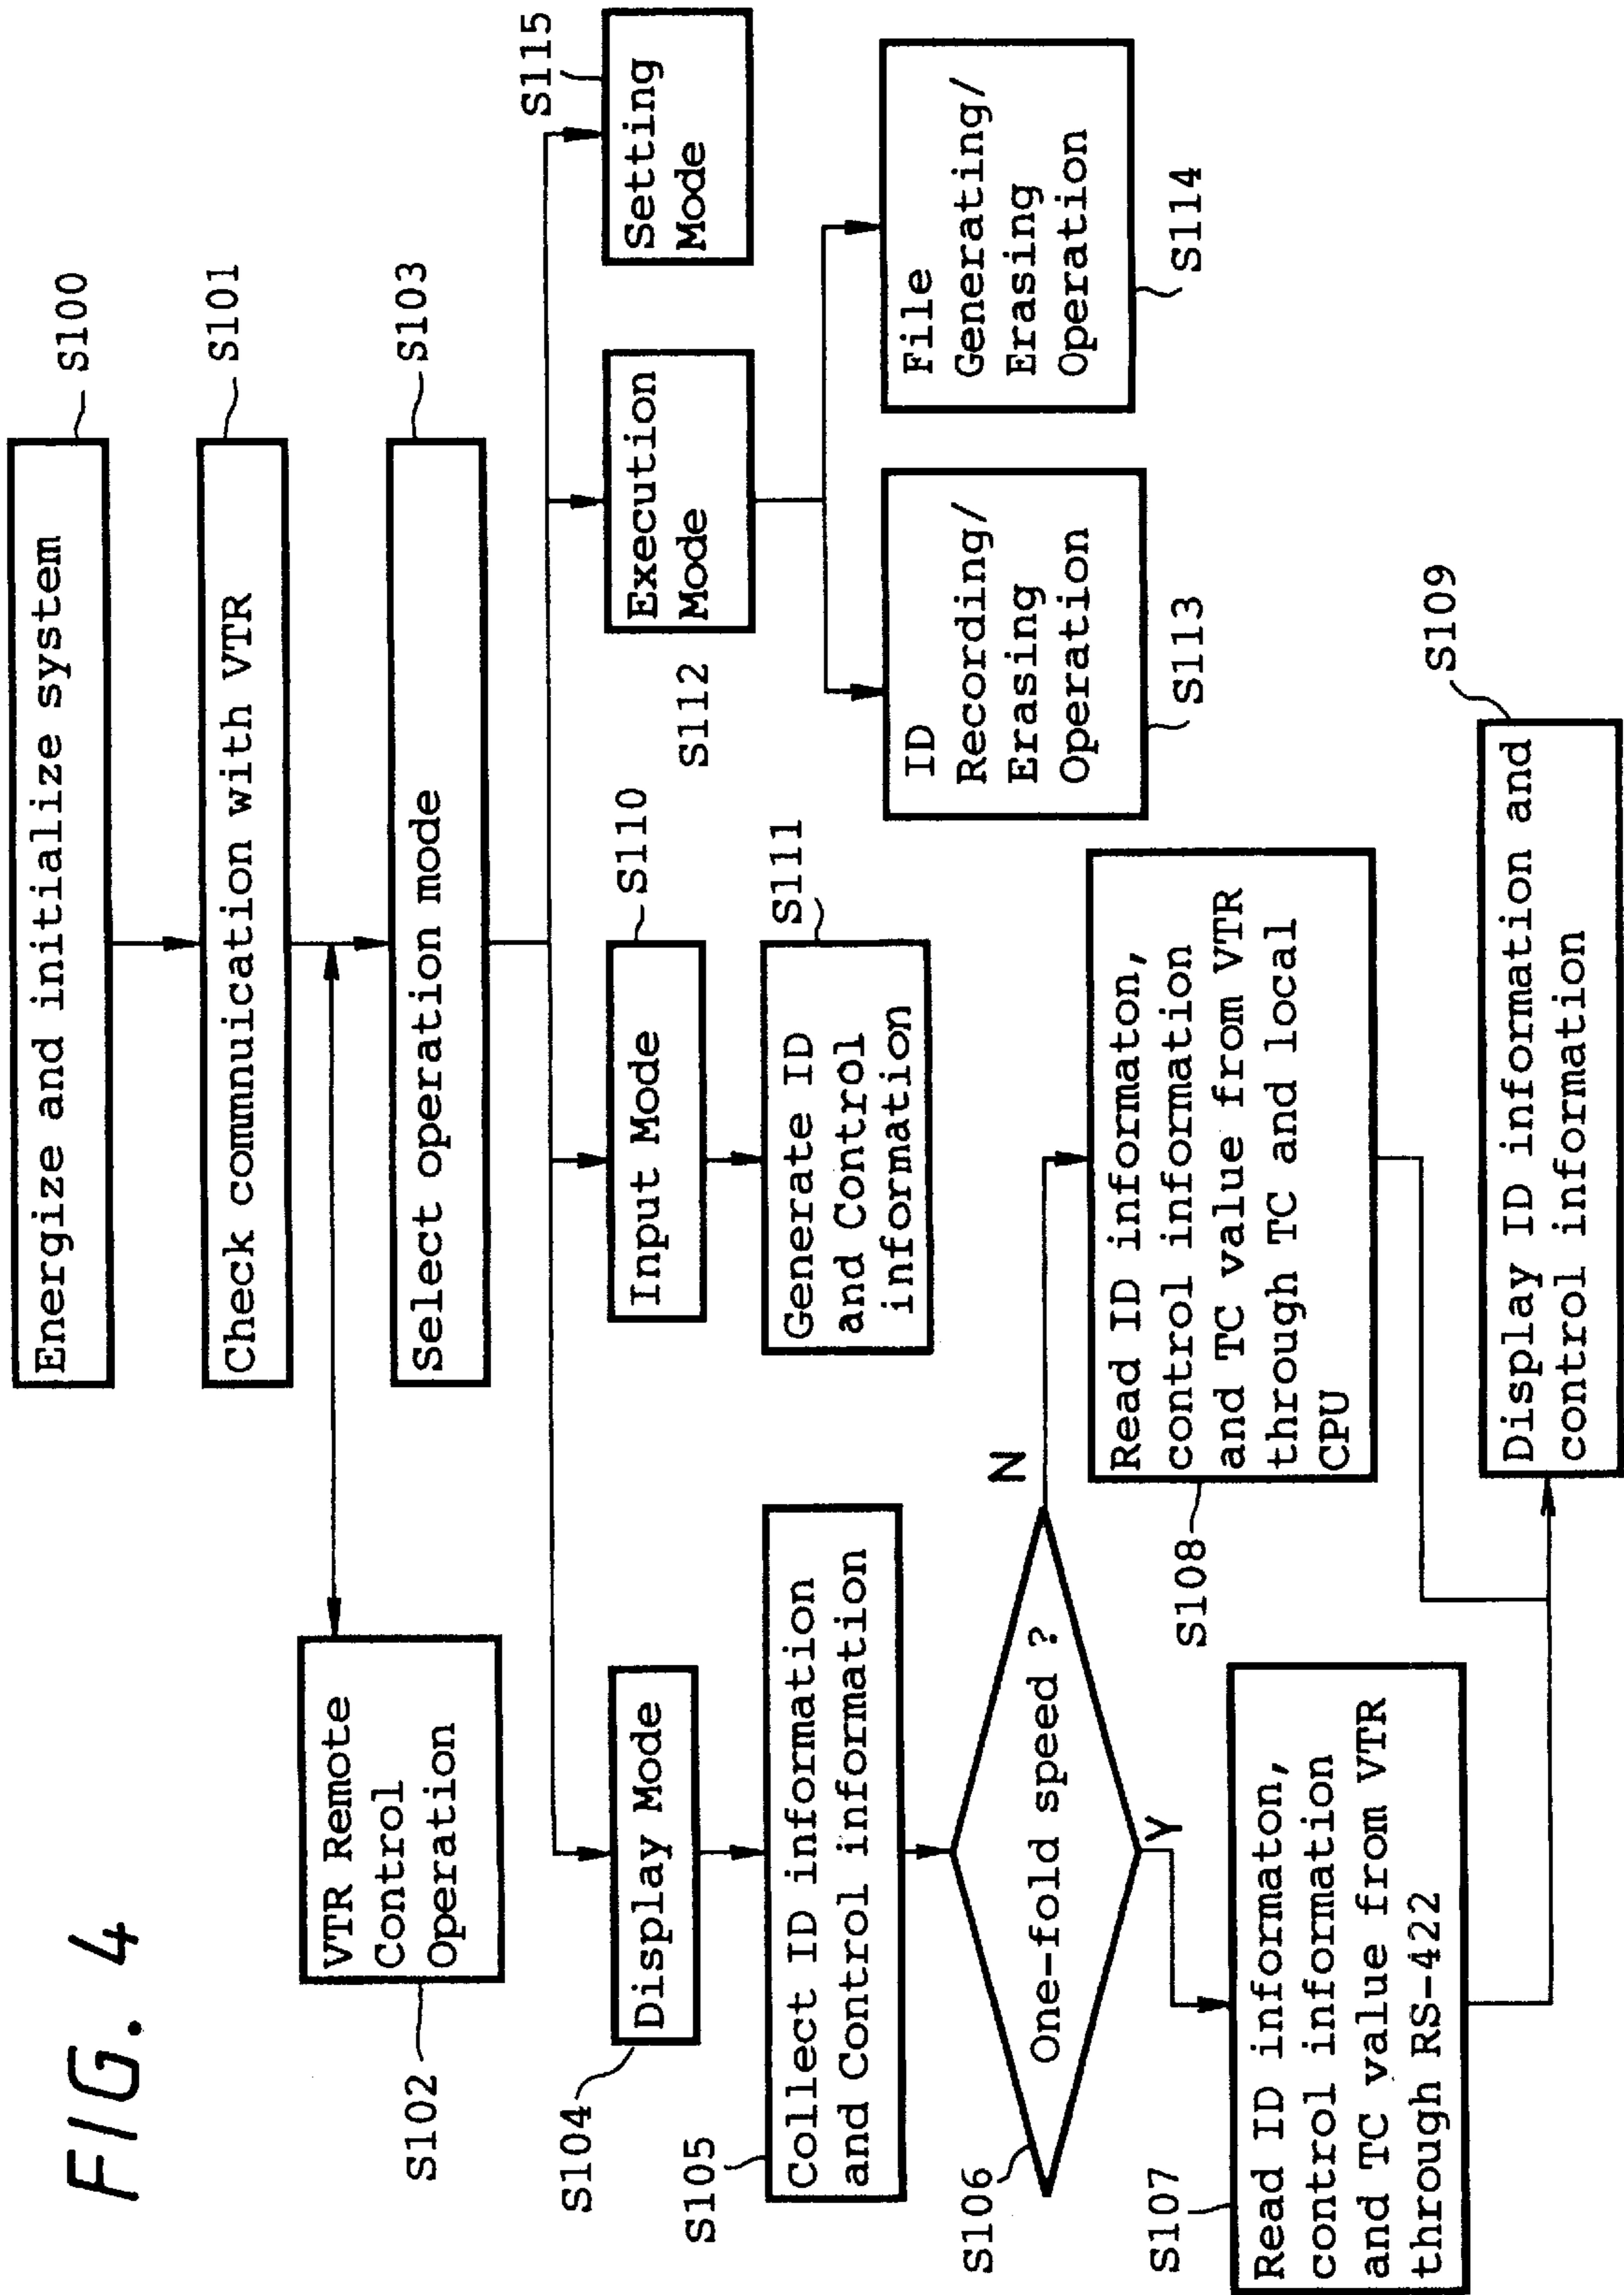 FIG. 4
Energize and initialize system
S100
Check commnuication with VTR
S101
VTR Remote
Control
Operation
S102
Select operation mode
S103
Display Mode
S104
Collect ID information
and Control information
S105
One-fold speed ?
S106
Y
N
Read ID informaton,
control information
and TC value from VTR
through RS-422
S107
Read ID informaton,
control information
and TC value from VTR
through TC and local
CPU
S108
Display ID information and
control information
S109
Input Mode
S110
Generate ID
and Control
information
S111
Execution
Mode
S112
ID
Recording/
Erasing
Operation
S113
File
Generating/
Erasing
Operation
S114
Setting
Mode
S115